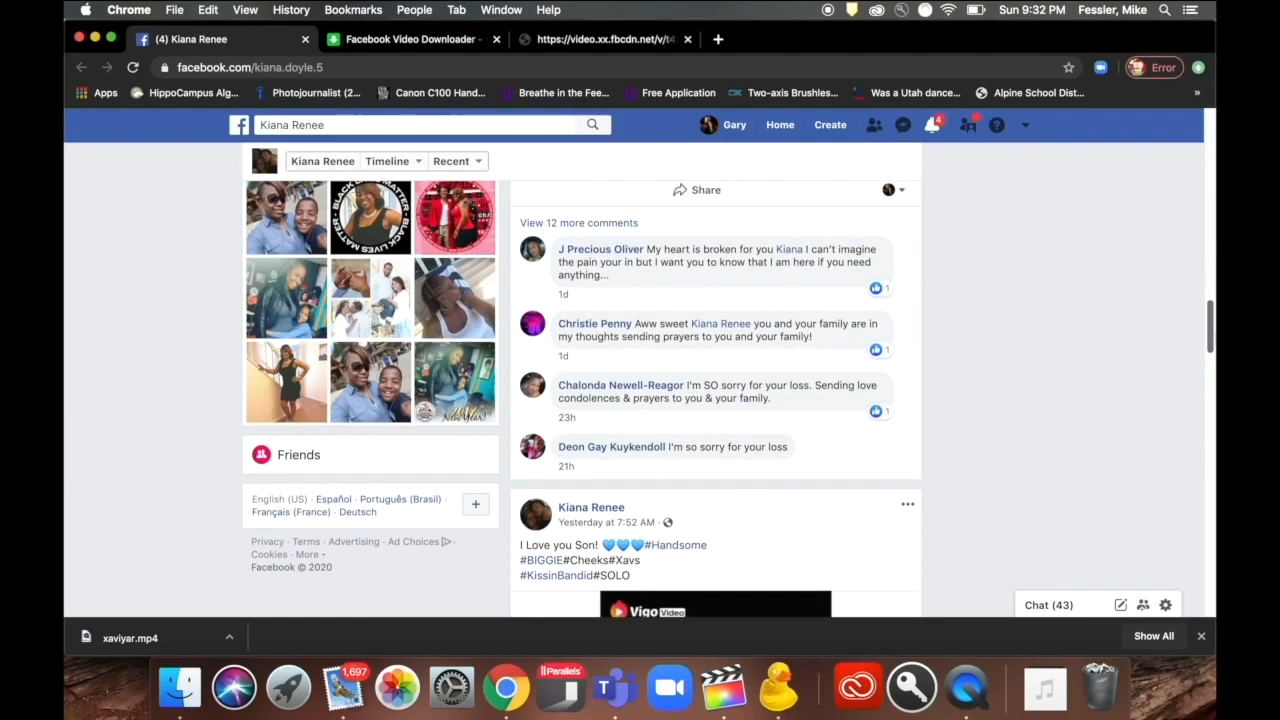 Chrome File Edit View History Bookmarks People Tab Window Help Sun 9:32 PM Fessler, Mike
(4) Kiana Renee Facebook Video Downloader - https://video.xx.fbcdn.net/v/t4
facebook.com/kiana.doyle.5 Error
Apps HippoCampus Alg... Photojournalist (2... Canon C100 Hand... Breathe in the Fee... Free Application Two-axis Brushles... Was a Utah dance... Alpine School Dist... »
Kiana Renee Gary Home Create 4
Kiana Renee Timeline Recent
Share
BLACK LIVES MATTER
View 12 more comments
J Precious Oliver My heart is broken for you Kiana I can't imagine
the pain your in but I want you to know that I am here if you need
anything...
1d
1
Christie Penny Aww sweet Kiana Renee you and your family are in
my thoughts sending prayers to you and your family!
1d
1
Chalonda Newell-Reagor I'm SO sorry for your loss. Sending love
condolences & prayers to you & your family.
23h
1
Deon Gay Kuykendoll I'm so sorry for your loss
21h
New Year!
Friends
English (US) · Español · Português (Brasil) ·
Français (France) · Deutsch
Privacy · Terms · Advertising · Ad Choices ·
Cookies · More
Facebook © 2020
Kiana Renee
Yesterday at 7:52 AM ·
I Love you Son! 💙💙💙#Handsome
#BIGGIE#Cheeks#Xavs
#KissinBandid#SOLO
Vigo Video
Chat (43)
xaviyar.mp4 Show All
1,697 Parallels